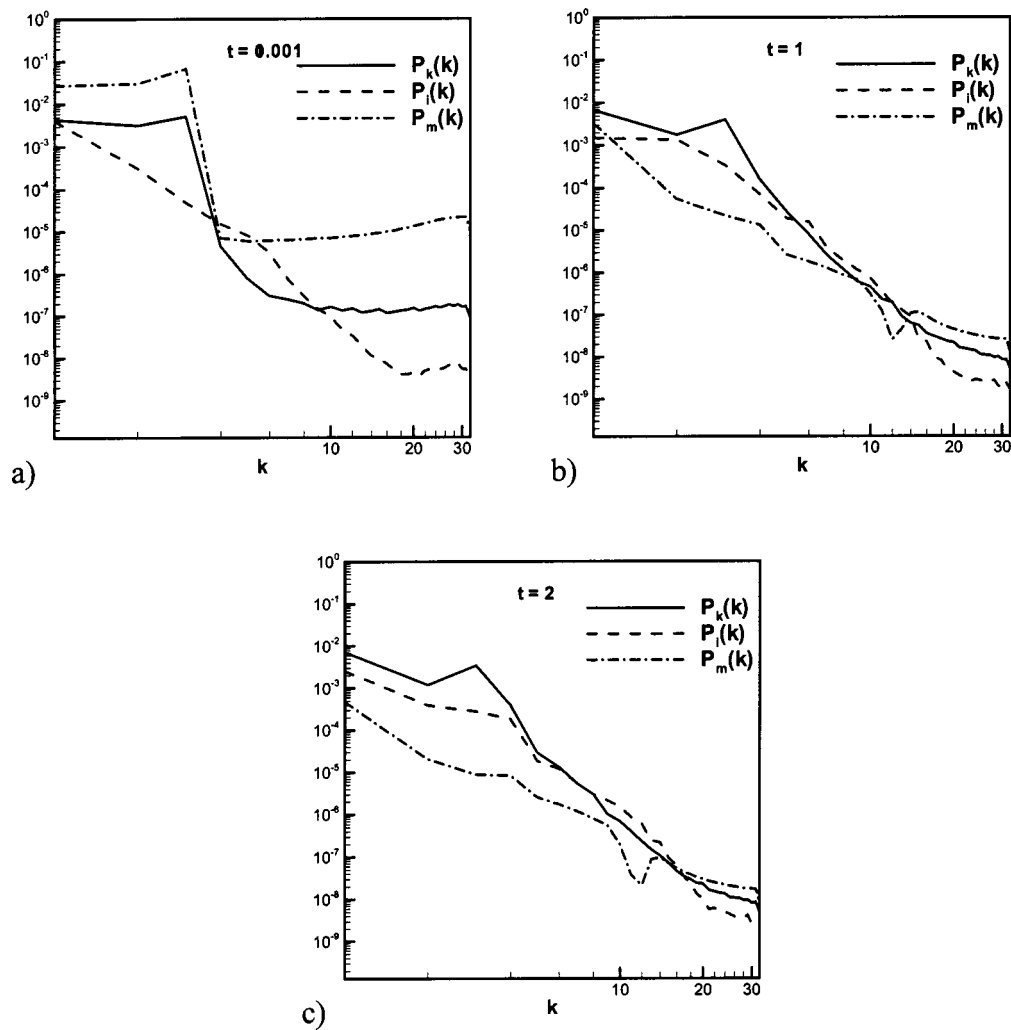 10^0
10^-1
10^-2
10^-3
10^-4
10^-5
10^-6
10^-7
10^-8
10^-9
t = 0.001
P_k(k)
P_i(k)
P_m(k)
10
20
30
k
a)
10^0
10^-1
10^-2
10^-3
10^-4
10^-5
10^-6
10^-7
10^-8
10^-9
t = 1
P_k(k)
P_i(k)
P_m(k)
10
20
30
k
b)
10^0
10^-1
10^-2
10^-3
10^-4
10^-5
10^-6
10^-7
10^-8
10^-9
t = 2
P_k(k)
P_i(k)
P_m(k)
10
20
30
k
c)